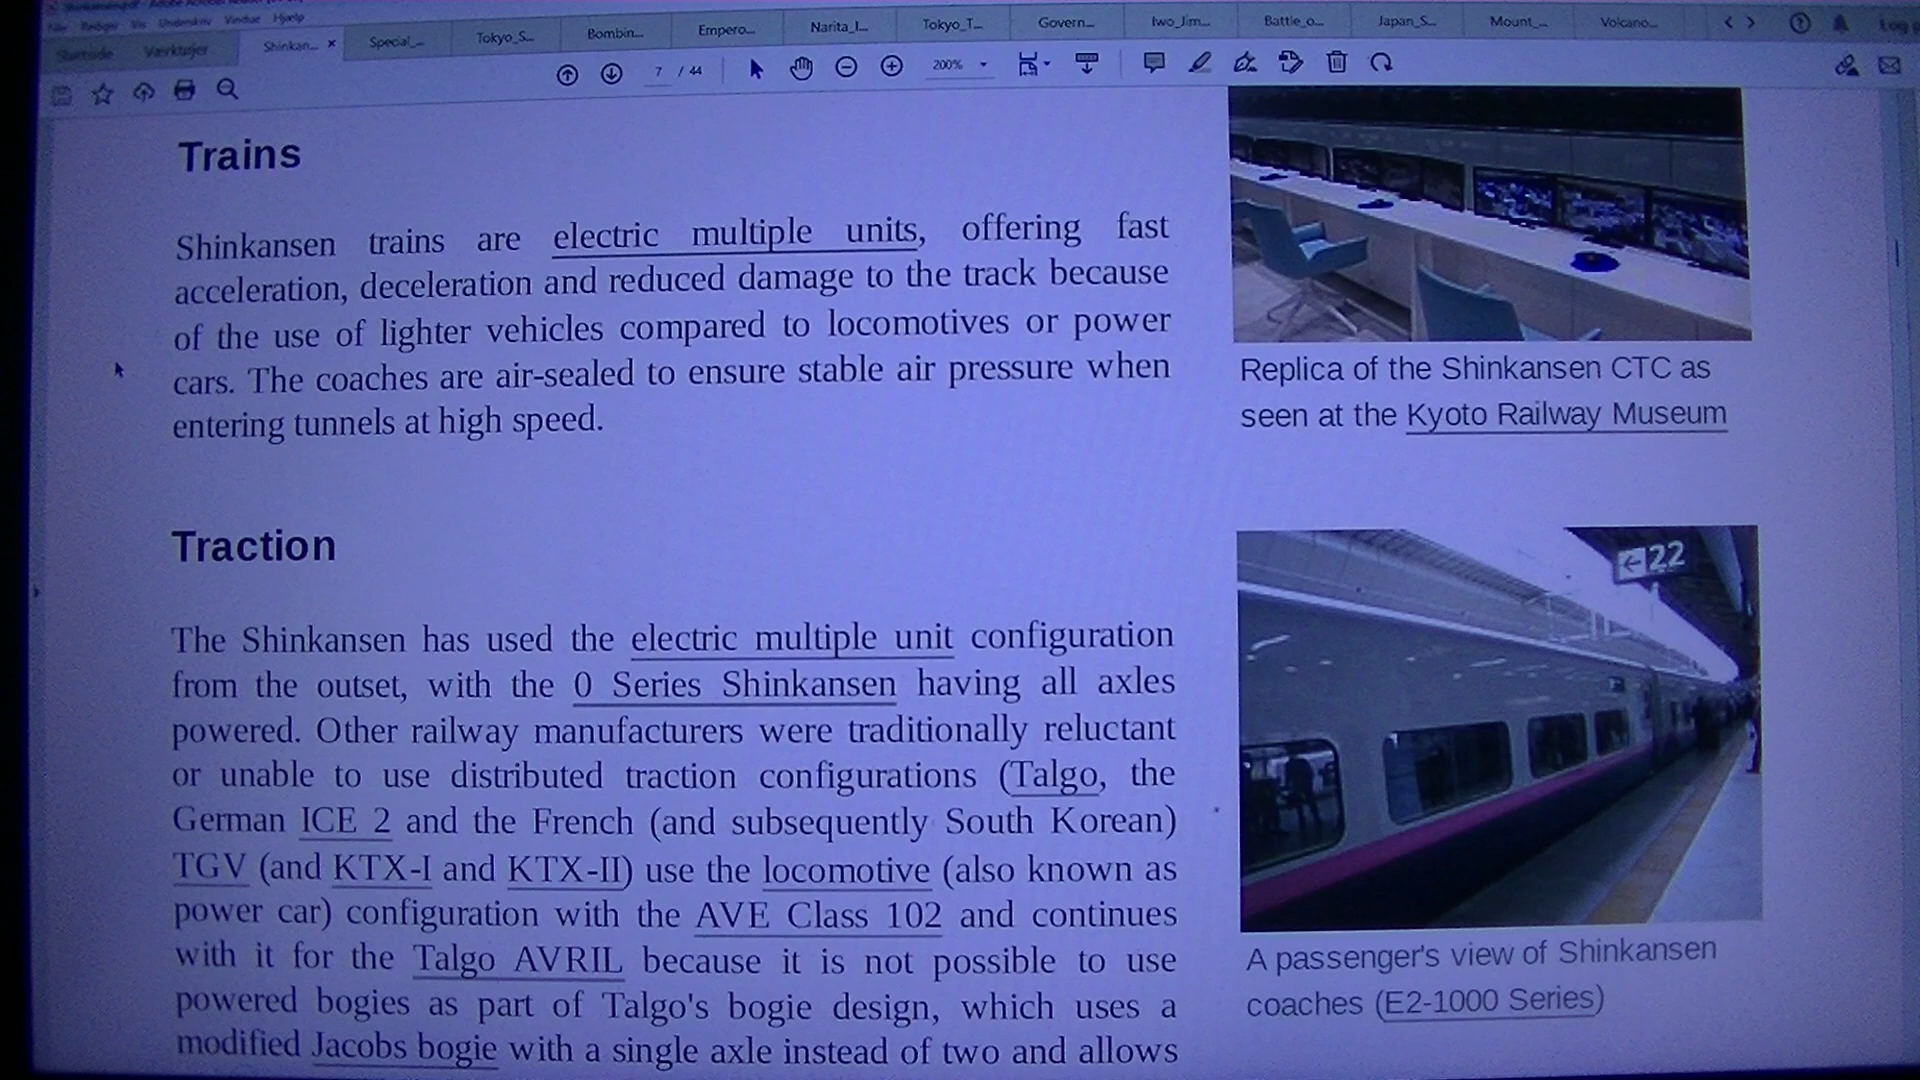 Rediger Vis Underskriv Vindue Hjælp
Startside Værktøjer Shinkan... × Special_... Tokyo_S... Bombin... Empero... Narita_I... Tokyo_T... Govern... Iwo_Jim... Battle_o... Japan_S... Mount_... Volcano...
7 / 44 200%
Trains
Shinkansen trains are electric multiple units, offering fast
acceleration, deceleration and reduced damage to the track because
of the use of lighter vehicles compared to locomotives or power
cars. The coaches are air-sealed to ensure stable air pressure when
entering tunnels at high speed.
Replica of the Shinkansen CTC as
seen at the Kyoto Railway Museum
Traction
The Shinkansen has used the electric multiple unit configuration
from the outset, with the 0 Series Shinkansen having all axles
powered. Other railway manufacturers were traditionally reluctant
or unable to use distributed traction configurations (Talgo, the
German ICE 2 and the French (and subsequently South Korean)
TGV (and KTX-I and KTX-II) use the locomotive (also known as
power car) configuration with the AVE Class 102 and continues
with it for the Talgo AVRIL because it is not possible to use
powered bogies as part of Talgo's bogie design, which uses a
modified Jacobs bogie with a single axle instead of two and allows
←22
A passenger's view of Shinkansen
coaches (E2-1000 Series)